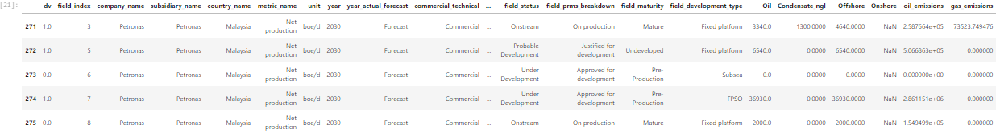 [21]:
dv field index company name subsidiary name country name metric name unit year year actual forecast commercial technical ... field status field prms breakdown field maturity field development type Oil Condensate ngl Offshore Onshore oil emissions gas emissions
271 1.0 3 Petronas Petronas Malaysia Net production boe/d 2030 Forecast Commercial ... Onstream On production Mature Fixed platform 3340.0 1300.0000 4640.0000 NaN 2.587664e+05 73523.749476
272 1.0 5 Petronas Petronas Malaysia Net production boe/d 2030 Forecast Commercial ... Probable Development Justified for development Undeveloped Fixed platform 6540.0 0.0000 6540.0000 NaN 5.066863e+05 0.000000
273 0.0 6 Petronas Petronas Malaysia Net production boe/d 2030 Forecast Commercial ... Under Development Approved for development Pre-Production Subsea 0.0 0.0000 0.0000 NaN 0.000000e+00 0.000000
274 1.0 7 Petronas Petronas Malaysia Net production boe/d 2030 Forecast Commercial ... Under Development Approved for development Pre-Production FPSO 36930.0 0.0000 36930.0000 NaN 2.861151e+06 0.000000
275 0.0 8 Petronas Petronas Malaysia Net production boe/d 2030 Forecast Commercial ... Onstream On production Mature Fixed platform 2000.0 0.0000 2000.0000 NaN 1.549499e+05 0.000000